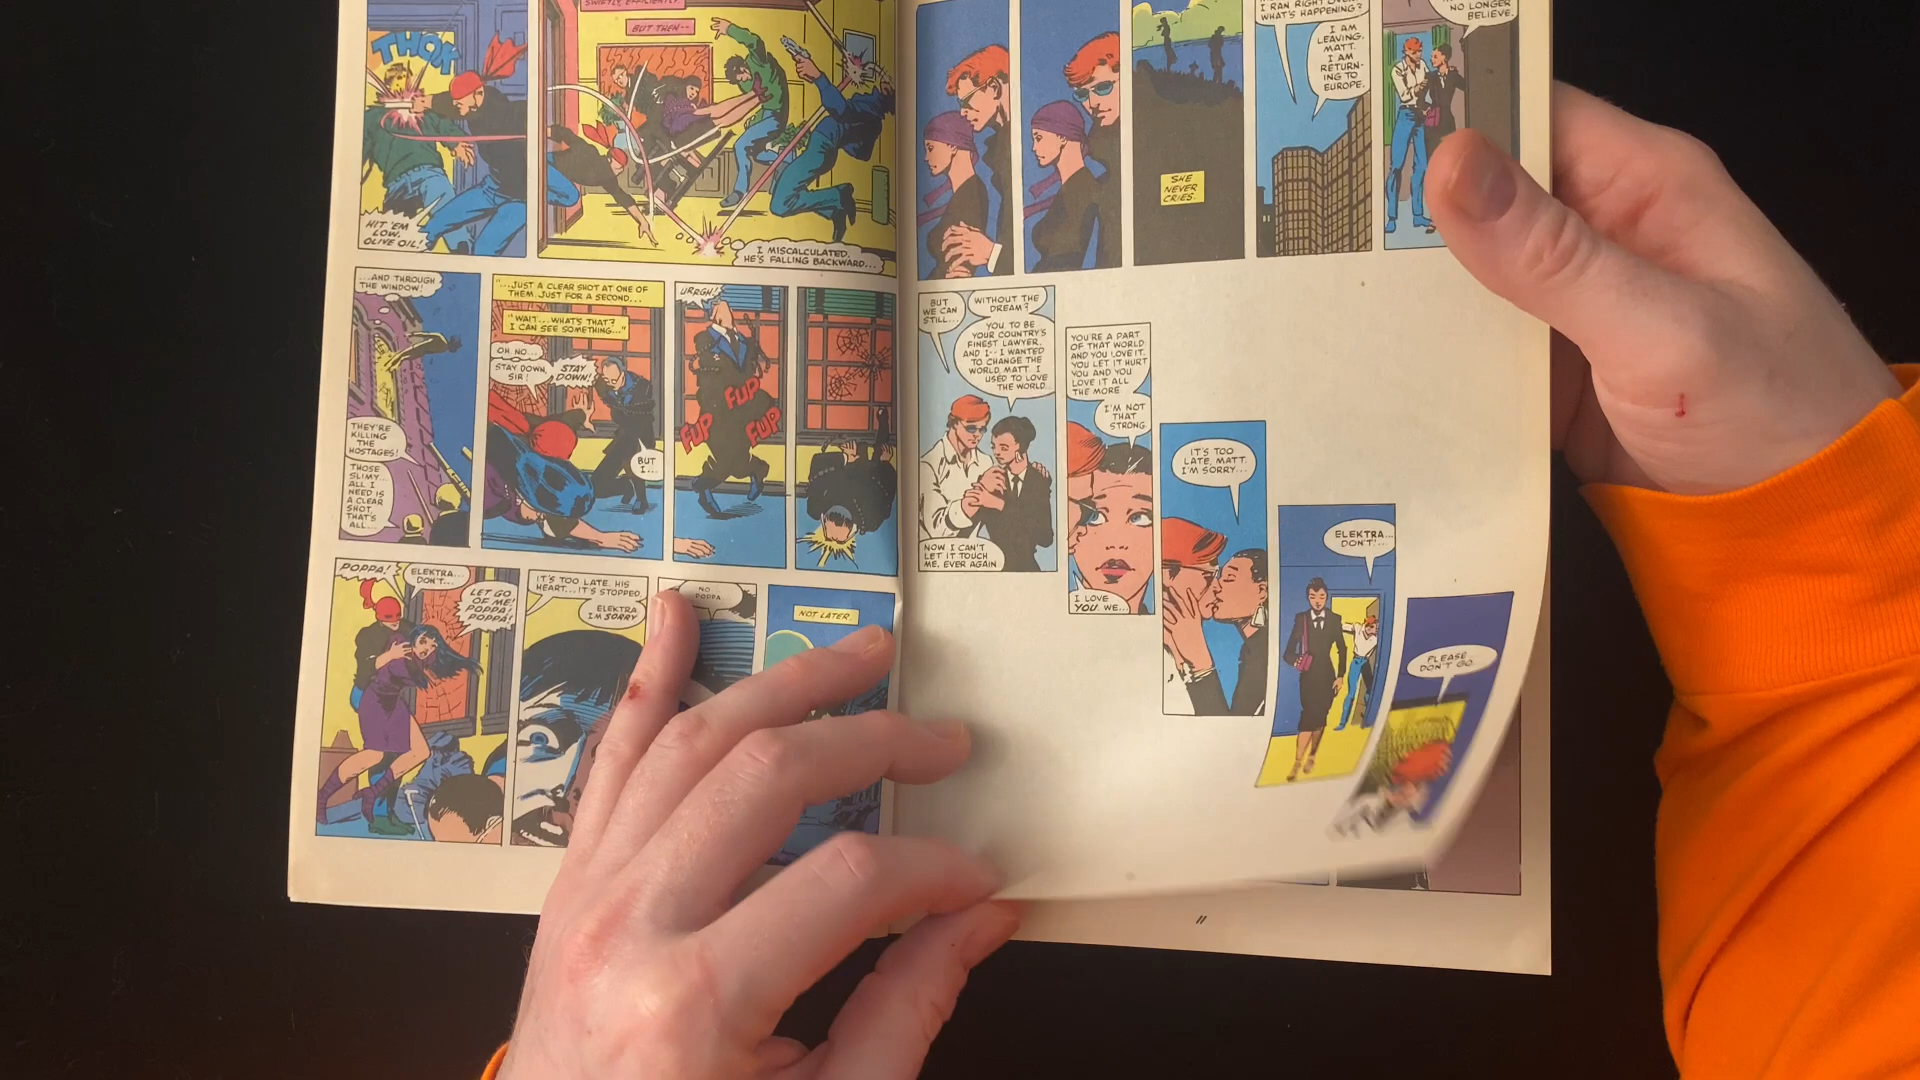 SWIFTLY, EFFICIENTLY.
BUT THEN--
THOK
HIT 'EM
LOW,
OLIVE OIL!
I MISCALCULATED.
HE'S FALLING BACKWARD...
...AND THROUGH
THE WINDOW!
THEY'RE
KILLING
THE
HOSTAGES!
THOSE
SLIMY...
ALL I
NEED IS
A CLEAR
SHOT.
THAT'S
ALL...
"...JUST A CLEAR SHOT AT ONE OF
THEM. JUST FOR A SECOND...
"WAIT...WHAT'S THAT?
I CAN SEE SOMETHING..."
OH NO...
STAY DOWN,
SIR!
STAY
DOWN!
BUT
I...
URRGH!
FUP
FUP
FUP
POPPA!
ELEKTRA...
DON'T...
LET GO
OF ME!
POPPA!
POPPA!
IT'S TOO LATE. HIS
HEART...IT'S STOPPED.
ELEKTRA
I'M SORRY
NO
POPPA
NOT LATER.
SHE
NEVER
CRIES.
I RAN RIGHT OVER.
WHAT'S HAPPENING?
I AM
LEAVING,
MATT.
I AM
RETURN-
ING TO
EUROPE.
NO LONGER
BELIEVE.
BUT
WE CAN
STILL...
WITHOUT THE
DREAM?
YOU TO BE
YOUR COUNTRY'S
FINEST LAWYER,
AND I--I WANTED
TO CHANGE THE
WORLD, MATT. I
USED TO LOVE
THE WORLD...
NOW I CAN'T
LET IT TOUCH
ME, EVER AGAIN
YOU'RE A PART
OF THAT WORLD
AND YOU LOVE IT.
YOU LET IT HURT
YOU AND YOU
LOVE IT ALL
THE MORE
I'M NOT
THAT
STRONG.
I LOVE
YOU. WE...
IT'S TOO
LATE, MATT.
I'M SORRY...
ELEKTRA...
DON'T!...
PLEASE
DON'T GO.
11